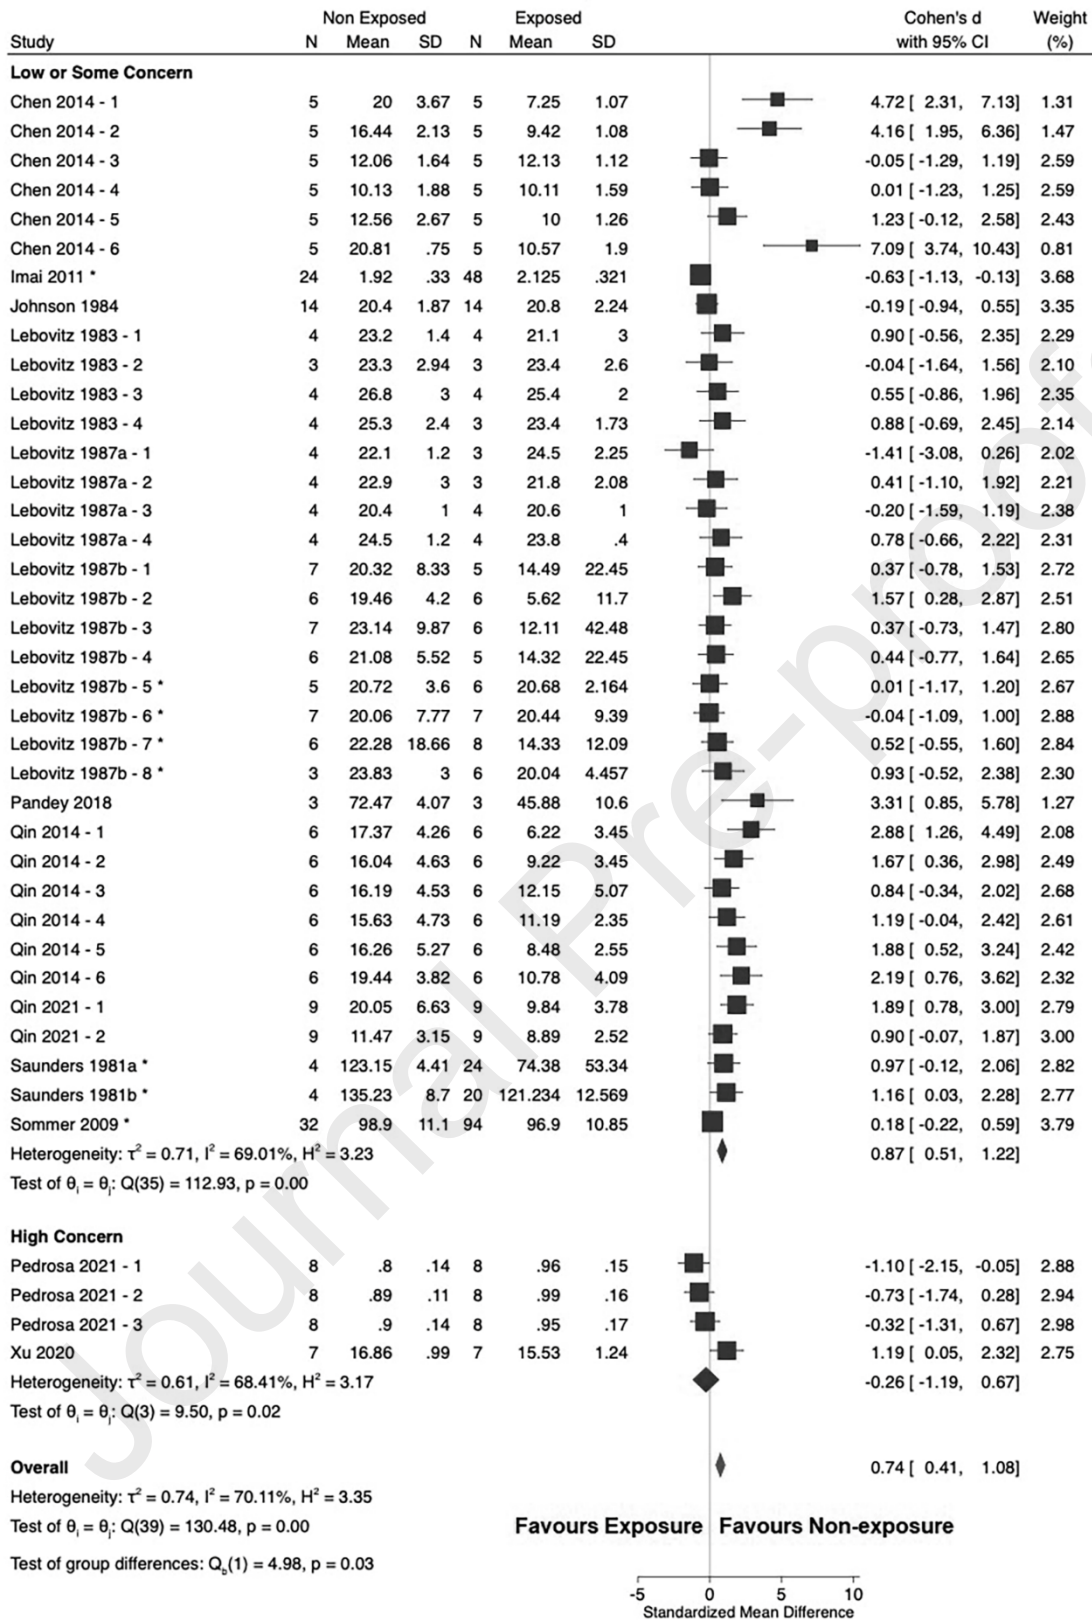 Non Exposed Exposed Cohen's d Weight
Study N Mean SD N Mean SD with 95% CI (%)
Low or Some Concern
Chen 2014 - 1 5 20 3.67 5 7.25 1.07 4.72 [ 2.31, 7.13] 1.31
Chen 2014 - 2 5 16.44 2.13 5 9.42 1.08 4.16 [ 1.95, 6.36] 1.47
Chen 2014 - 3 5 12.06 1.64 5 12.13 1.12 -0.05 [ -1.29, 1.19] 2.59
Chen 2014 - 4 5 10.13 1.88 5 10.11 1.59 0.01 [ -1.23, 1.25] 2.59
Chen 2014 - 5 5 12.56 2.67 5 10 1.26 1.23 [ -0.12, 2.58] 2.43
Chen 2014 - 6 5 20.81 .75 5 10.57 1.9 7.09 [ 3.74, 10.43] 0.81
Imai 2011 * 24 1.92 .33 48 2.125 .321 -0.63 [ -1.13, -0.13] 3.68
Johnson 1984 14 20.4 1.87 14 20.8 2.24 -0.19 [ -0.94, 0.55] 3.35
Lebovitz 1983 - 1 4 23.2 1.4 4 21.1 3 0.90 [ -0.56, 2.35] 2.29
Lebovitz 1983 - 2 3 23.3 2.94 3 23.4 2.6 -0.04 [ -1.64, 1.56] 2.10
Lebovitz 1983 - 3 4 26.8 3 4 25.4 2 0.55 [ -0.86, 1.96] 2.35
Lebovitz 1983 - 4 4 25.3 2.4 3 23.4 1.73 0.88 [ -0.69, 2.45] 2.14
Lebovitz 1987a - 1 4 22.1 1.2 3 24.5 2.25 -1.41 [ -3.08, 0.26] 2.02
Lebovitz 1987a - 2 4 22.9 3 3 21.8 2.08 0.41 [ -1.10, 1.92] 2.21
Lebovitz 1987a - 3 4 20.4 1 4 20.6 1 -0.20 [ -1.59, 1.19] 2.38
Lebovitz 1987a - 4 4 24.5 1.2 4 23.8 .4 0.78 [ -0.66, 2.22] 2.31
Lebovitz 1987b - 1 7 20.32 8.33 5 14.49 22.45 0.37 [ -0.78, 1.53] 2.72
Lebovitz 1987b - 2 6 19.46 4.2 6 5.62 11.7 1.57 [ 0.28, 2.87] 2.51
Lebovitz 1987b - 3 7 23.14 9.87 6 12.11 42.48 0.37 [ -0.73, 1.47] 2.80
Lebovitz 1987b - 4 6 21.08 5.52 5 14.32 22.45 0.44 [ -0.77, 1.64] 2.65
Lebovitz 1987b - 5 * 5 20.72 3.6 6 20.68 2.164 0.01 [ -1.17, 1.20] 2.67
Lebovitz 1987b - 6 * 7 20.06 7.77 7 20.44 9.39 -0.04 [ -1.09, 1.00] 2.88
Lebovitz 1987b - 7 * 6 22.28 18.66 8 14.33 12.09 0.52 [ -0.55, 1.60] 2.84
Lebovitz 1987b - 8 * 3 23.83 3 6 20.04 4.457 0.93 [ -0.52, 2.38] 2.30
Pandey 2018 3 72.47 4.07 3 45.88 10.6 3.31 [ 0.85, 5.78] 1.27
Qin 2014 - 1 6 17.37 4.26 6 6.22 3.45 2.88 [ 1.26, 4.49] 2.08
Qin 2014 - 2 6 16.04 4.63 6 9.22 3.45 1.67 [ 0.36, 2.98] 2.49
Qin 2014 - 3 6 16.19 4.53 6 12.15 5.07 0.84 [ -0.34, 2.02] 2.68
Qin 2014 - 4 6 15.63 4.73 6 11.19 2.35 1.19 [ -0.04, 2.42] 2.61
Qin 2014 - 5 6 16.26 5.27 6 8.48 2.55 1.88 [ 0.52, 3.24] 2.42
Qin 2014 - 6 6 19.44 3.82 6 10.78 4.09 2.19 [ 0.76, 3.62] 2.32
Qin 2021 - 1 9 20.05 6.63 9 9.84 3.78 1.89 [ 0.78, 3.00] 2.79
Qin 2021 - 2 9 11.47 3.15 9 8.89 2.52 0.90 [ -0.07, 1.87] 3.00
Saunders 1981a * 4 123.15 4.41 24 74.38 53.34 0.97 [ -0.12, 2.06] 2.82
Saunders 1981b * 4 135.23 8.7 20 121.234 12.569 1.16 [ 0.03, 2.28] 2.77
Sommer 2009 * 32 98.9 11.1 94 96.9 10.85 0.18 [ -0.22, 0.59] 3.79
Heterogeneity: τ² = 0.71, I² = 69.01%, H² = 3.23 0.87 [ 0.51, 1.22]
Test of θᵢ = θⱼ: Q(35) = 112.93, p = 0.00
High Concern
Pedrosa 2021 - 1 8 .8 .14 8 .96 .15 -1.10 [ -2.15, -0.05] 2.88
Pedrosa 2021 - 2 8 .89 .11 8 .99 .16 -0.73 [ -1.74, 0.28] 2.94
Pedrosa 2021 - 3 8 .9 .14 8 .95 .17 -0.32 [ -1.31, 0.67] 2.98
Xu 2020 7 16.86 .99 7 15.53 1.24 1.19 [ 0.05, 2.32] 2.75
Heterogeneity: τ² = 0.61, I² = 68.41%, H² = 3.17 -0.26 [ -1.19, 0.67]
Test of θᵢ = θⱼ: Q(3) = 9.50, p = 0.02
Overall 0.74 [ 0.41, 1.08]
Heterogeneity: τ² = 0.74, I² = 70.11%, H² = 3.35
Test of θᵢ = θⱼ: Q(39) = 130.48, p = 0.00
Favours Exposure Favours Non-exposure
Test of group differences: Q_b(1) = 4.98, p = 0.03
-5 0 5 10
Standardized Mean Difference
Journal Pre-proofs